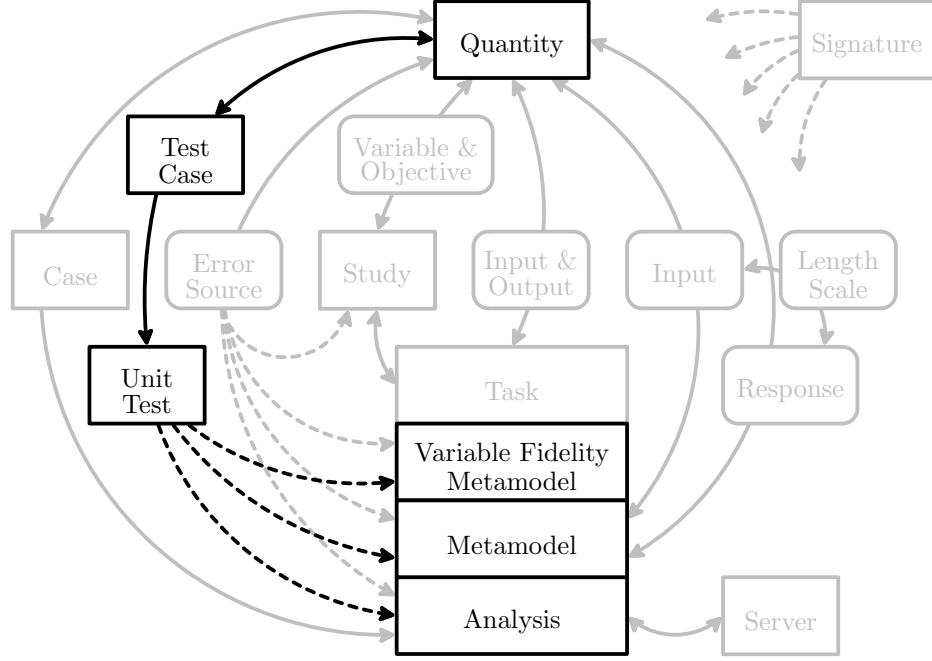 Quantity
Signature
Test
Case
Variable &
Objective
Case
Error
Source
Study
Input &
Output
Input
Length
Scale
Unit
Test
Task
Response
Variable Fidelity
Metamodel
Metamodel
Analysis
Server